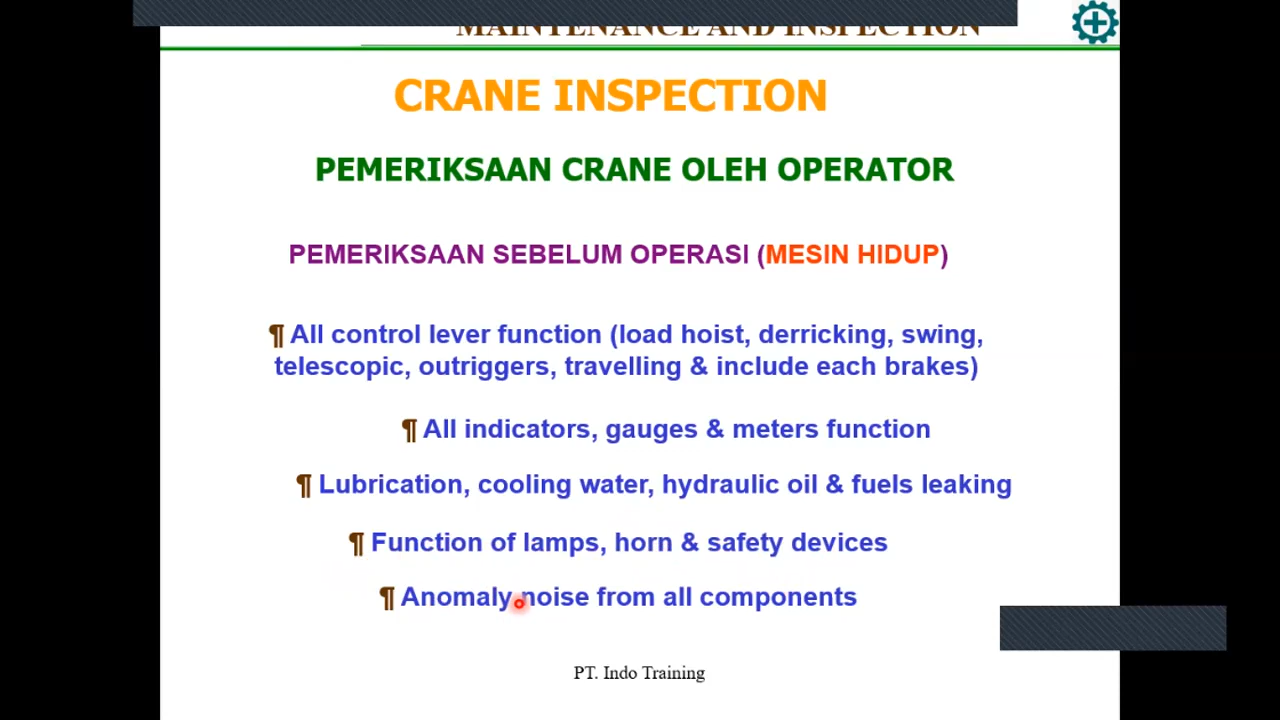 MAINTENANCE AND INSPECTION
CRANE INSPECTION
PEMERIKSAAN CRANE OLEH OPERATOR
PEMERIKSAAN SEBELUM OPERASI (MESIN HIDUP)
¶ All control lever function (load hoist, derricking, swing,
telescopic, outriggers, travelling & include each brakes)
¶ All indicators, gauges & meters function
¶ Lubrication, cooling water, hydraulic oil & fuels leaking
¶ Function of lamps, horn & safety devices
¶ Anomaly noise from all components
PT. Indo Training